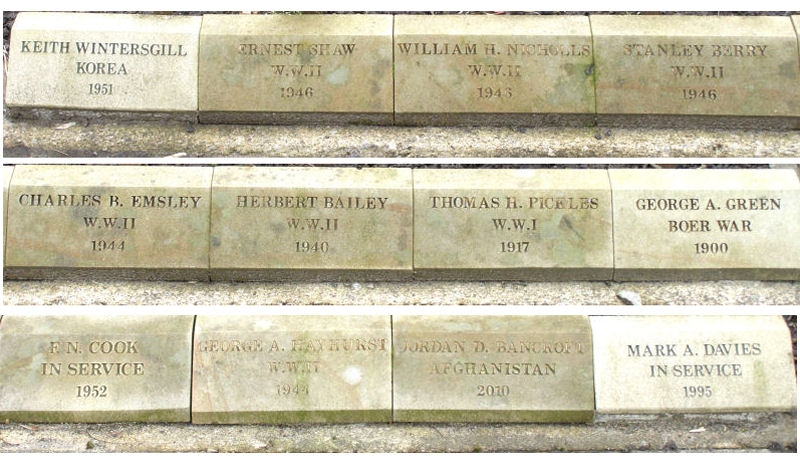 KEITH WINTERSGILL
KOREA
1951
ERNEST SHAW
W.W.II
1946
WILLIAM H. NICHOLLS
W.W.II
1943
STANLEY BERRY
W.W.II
1946
CHARLES B. EMSLEY
W.W.II
1944
HERBERT BAILEY
W.W.II
1940
THOMAS H. PICKLES
W.W.I
1917
GEORGE A. GREEN
BOER WAR
1900
F. N. COOK
IN SERVICE
1952
GEORGE A. HAYHURST
W.W.II
1944
JORDAN D. BANCROFT
AFGHANISTAN
2010
MARK A. DAVIES
IN SERVICE
1995